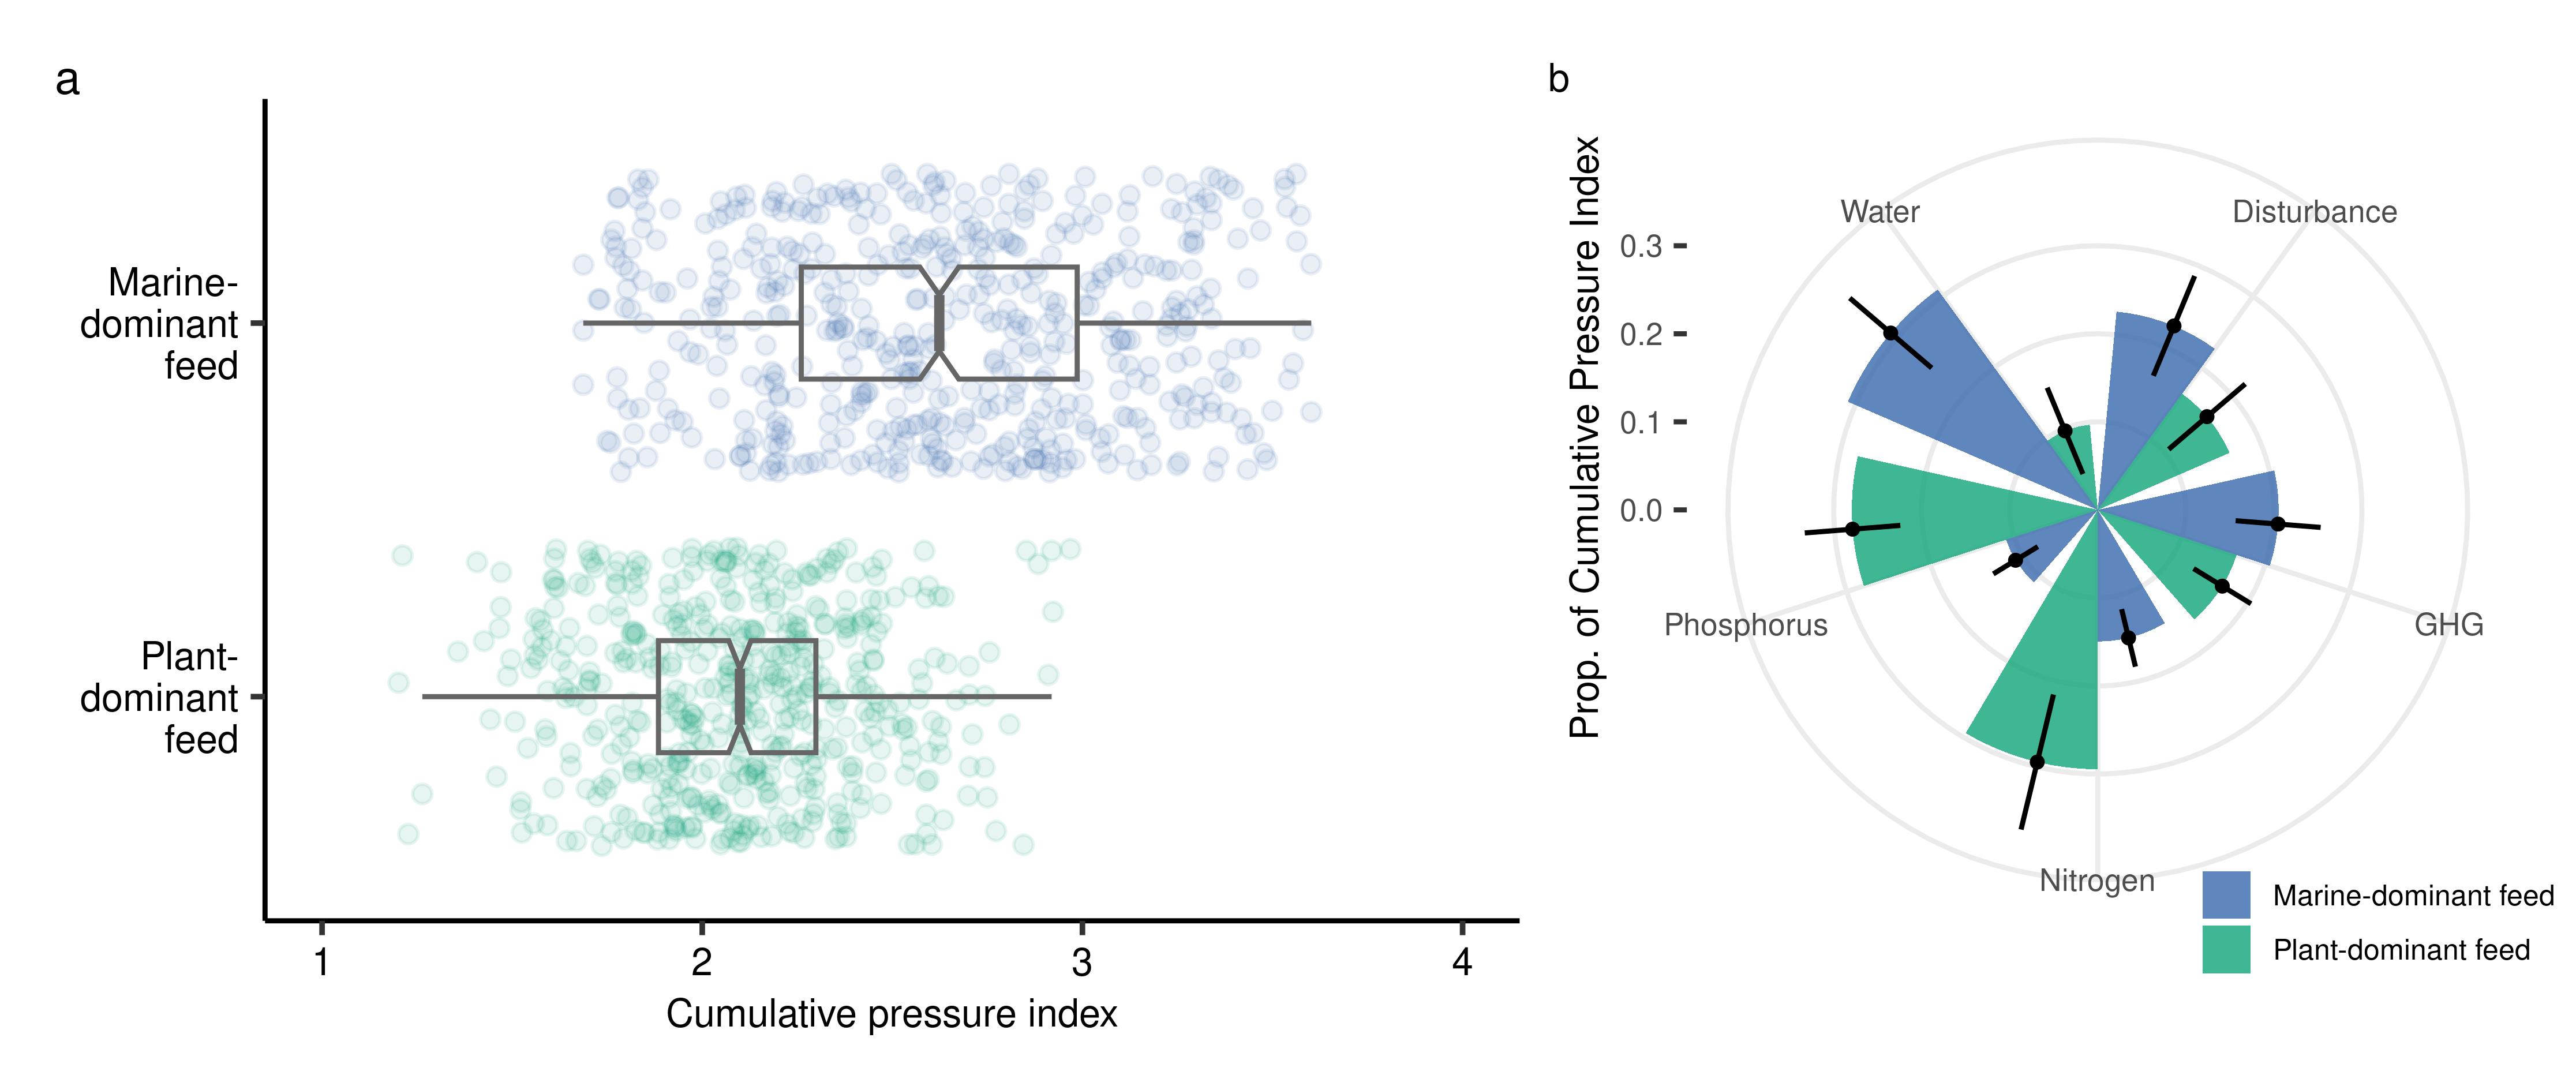 a
Marine-
dominant
feed
Plant-
dominant
feed
1 2 3 4
Cumulative pressure index
b
Prop. of Cumulative Pressure Index
0.3
0.2
0.1
0.0
Water
Disturbance
Phosphorus
GHG
Nitrogen
Marine-dominant feed
Plant-dominant feed